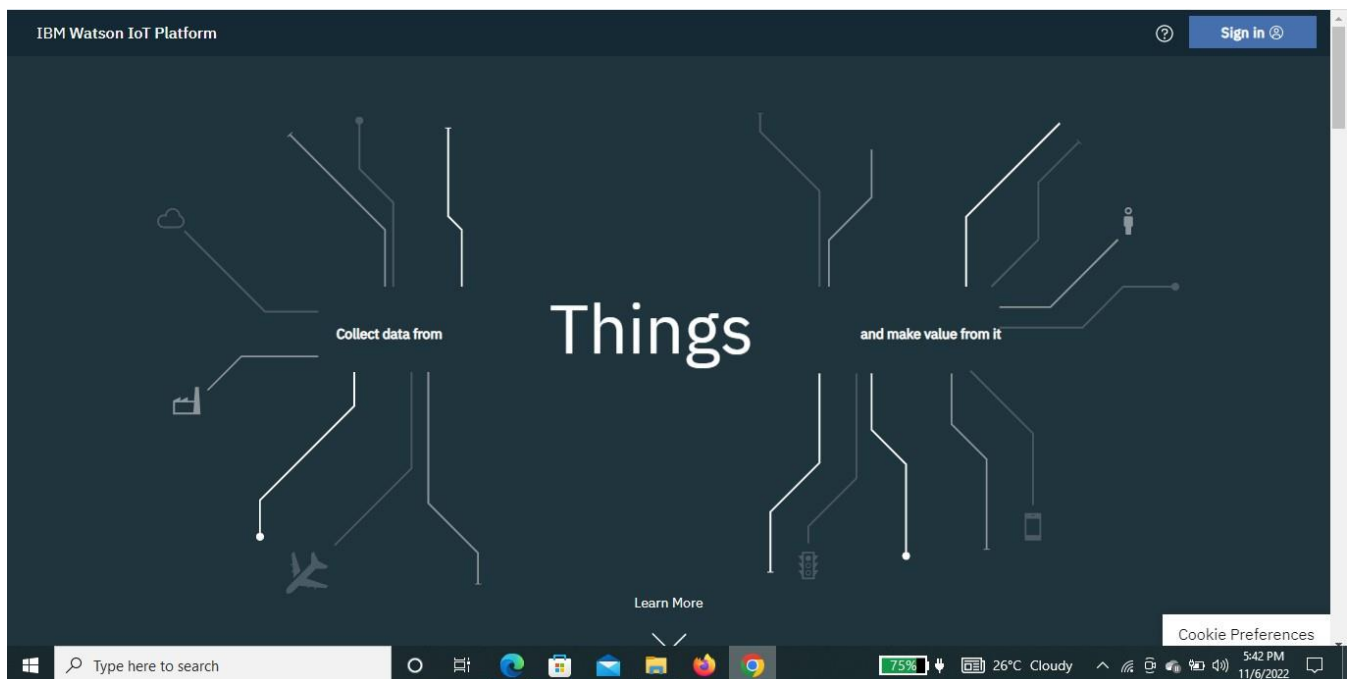 IBM Watson IoT Platform
Sign in
Collect data from
Things
and make value from it
Learn More
Cookie Preferences
Type here to search
75%
26°C Cloudy
5:42 PM
11/6/2022